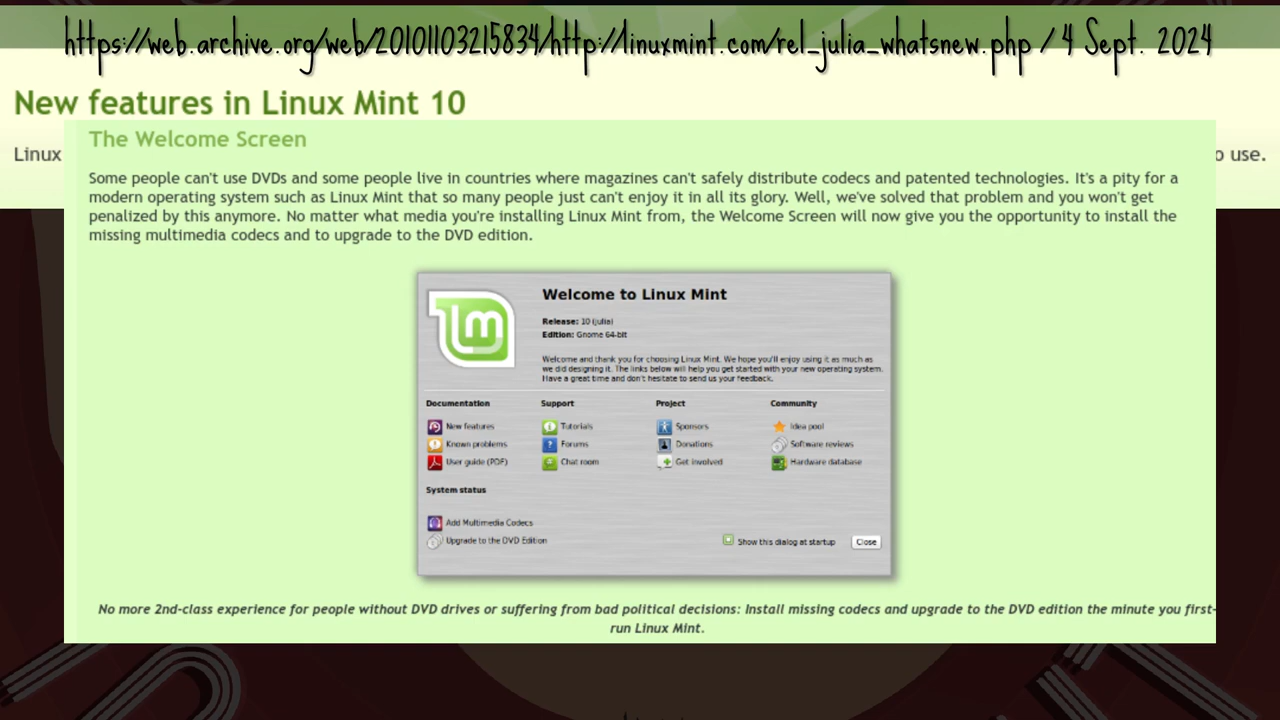 https://web.archive.org/web/20101103215834/http://linuxmint.com/rel_julia_whatsnew.php / 4 Sept. 2024
New features in Linux Mint 10
The Welcome Screen
Linux
o use.
Some people can't use DVDs and some people live in countries where magazines can't safely distribute codecs and patented technologies. It's a pity for a
modern operating system such as Linux Mint that so many people just can't enjoy it in all its glory. Well, we've solved that problem and you won't get
penalized by this anymore. No matter what media you're installing Linux Mint from, the Welcome Screen will now give you the opportunity to install the
missing multimedia codecs and to upgrade to the DVD edition.
lm
Welcome to Linux Mint
Release: 10 (julia)
Edition: Gnome 64-bit
Welcome and thank you for choosing Linux Mint. We hope you'll enjoy using it as much as
we did designing it. The links below will help you get started with your new operating system.
Have a great time and don't hesitate to send us your feedback.
Documentation Support Project Community
New features Tutorials Sponsors Idea pool
Known problems Forums Donations Software reviews
User guide (PDF) Chat room Get involved Hardware database
System status
Add Multimedia Codecs
Upgrade to the DVD Edition Show this dialog at startup Close
No more 2nd-class experience for people without DVD drives or suffering from bad political decisions: Install missing codecs and upgrade to the DVD edition the minute you first-
run Linux Mint.